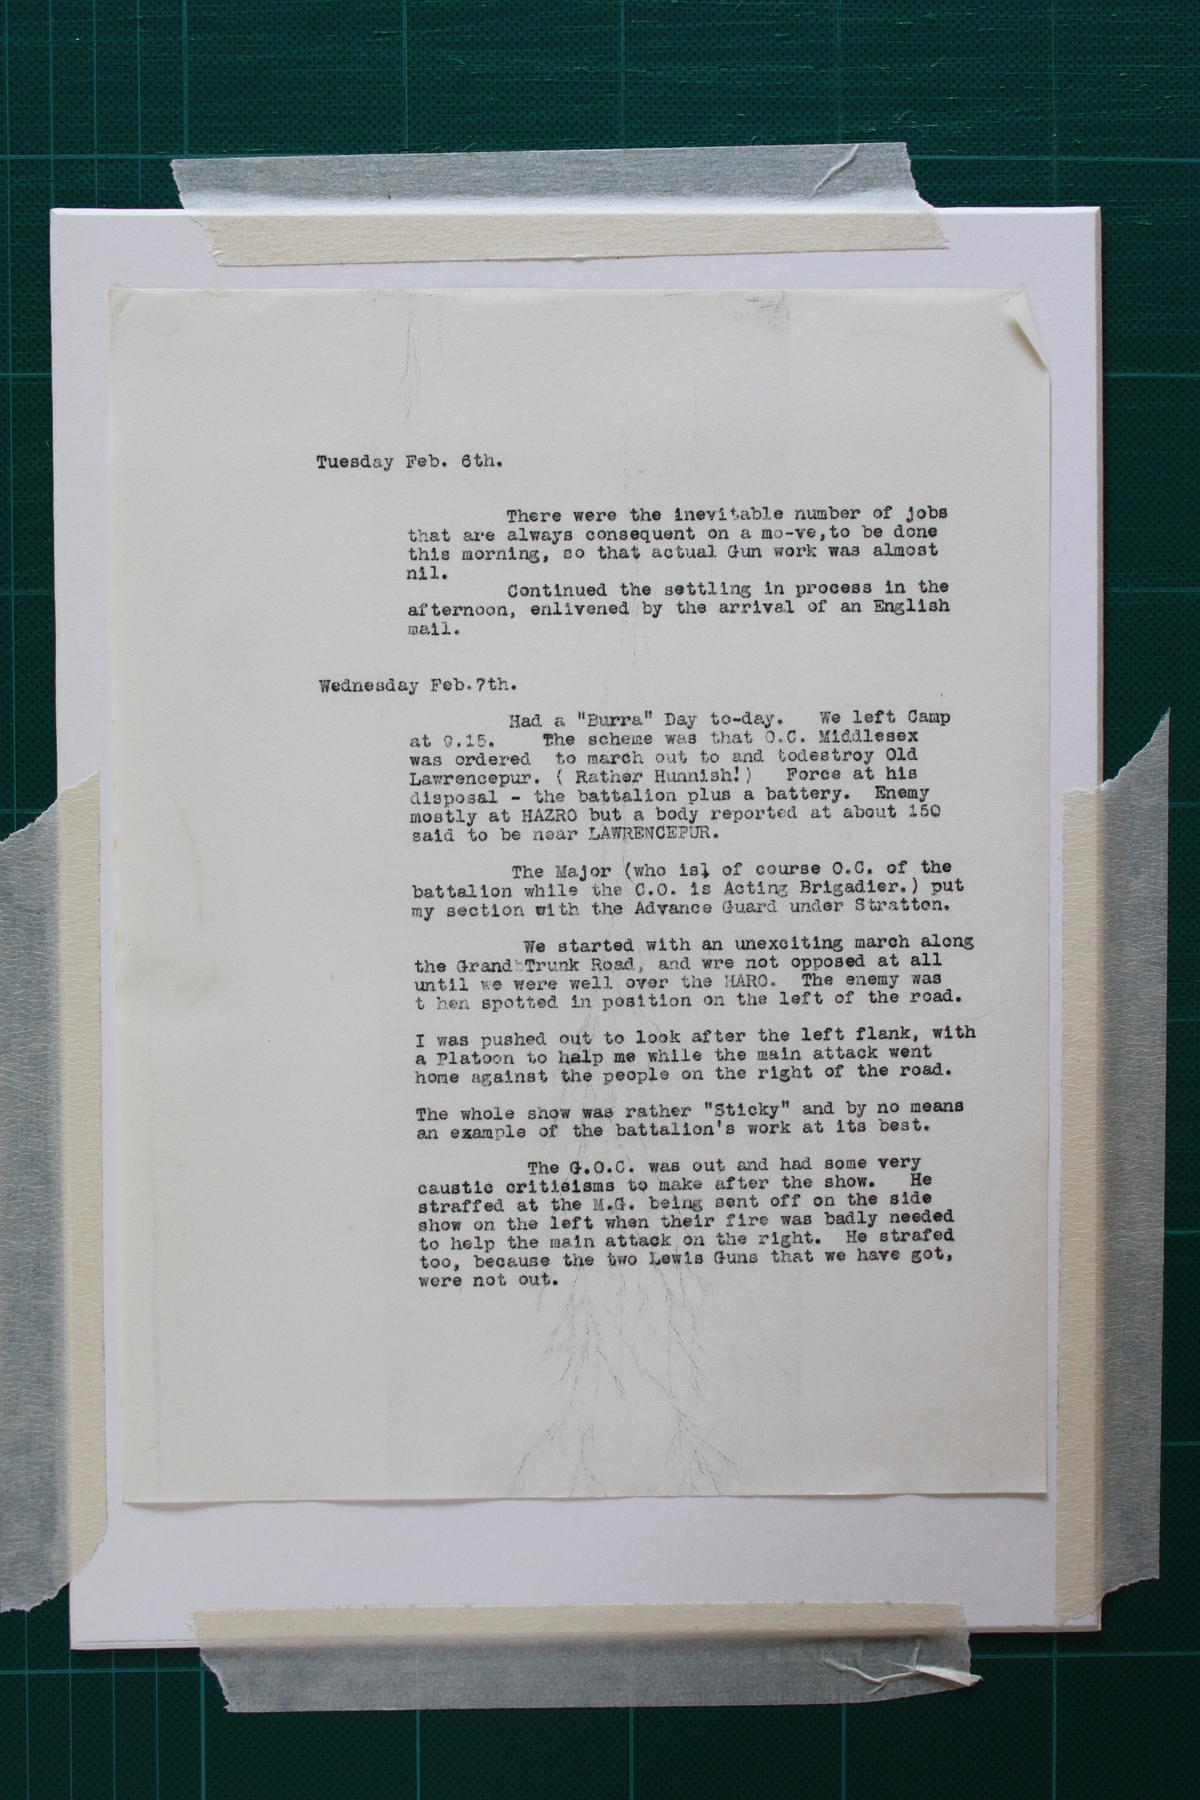 Tuesday Feb. 6th.
There were the inevitable number of jobs
that are always consequent on a mo-ve,to be done
this morning, so that actual Gun work was almost
nil.
Continued the settling in process in the
afternoon, enlivened by the arrival of an English
mail.
Wednesday Feb.7th.
Had a "Burra" Day to-day. We left Camp
at 9.15. The scheme was that O.C. Middlesex
was ordered to march out to and todestroy Old
Lawrencepur. ( Rather Hunnish!) Force at his
disposal - the battalion plus a battery. Enemy
mostly at HAZRO but a body reported at about 150
said to be near LAWRENCEPUR.
The Major (who is) of course O.C. of the
battalion while the C.O. is Acting Brigadier.) put
my section with the Advance Guard under Stratton.
We started with an unexciting march along
the Grand Trunk Road, and wre not opposed at all
until we were well over the HARO. The enemy was
t hen spotted in position on the left of the road.
I was pushed out to look after the left flank, with
a Platoon to halp me while the main attack went
home against the people on the right of the road.
The whole show was rather "Sticky" and by no means
an example of the battalion's work at its best.
The G.O.C. was out and had some very
caustic criticisms to make after the show. He
straffed at the M.G. being sent off on the side
show on the left when their fire was badly needed
to help the main attack on the right. He strafed
too, because the two Lewis Guns that we have got,
were not out.